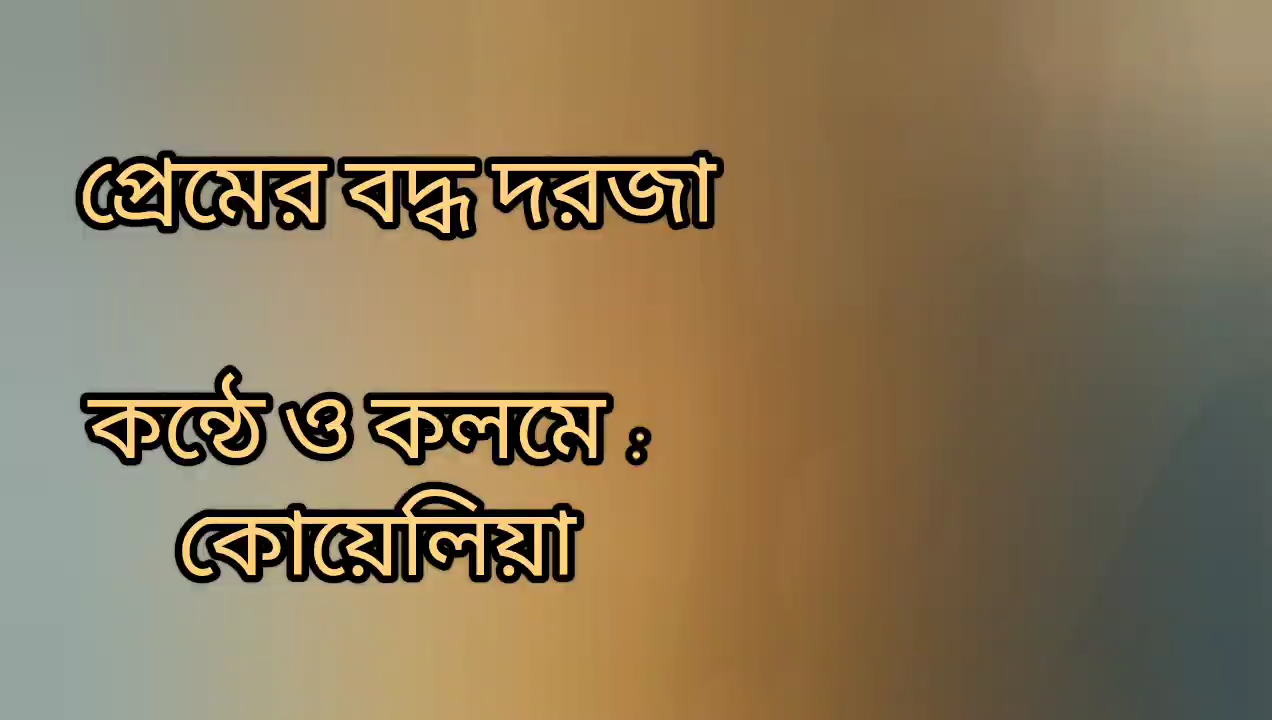 প্রেমের বদ্ধ দরজা
কন্ঠে ও কলমে :
কোয়েলিয়া